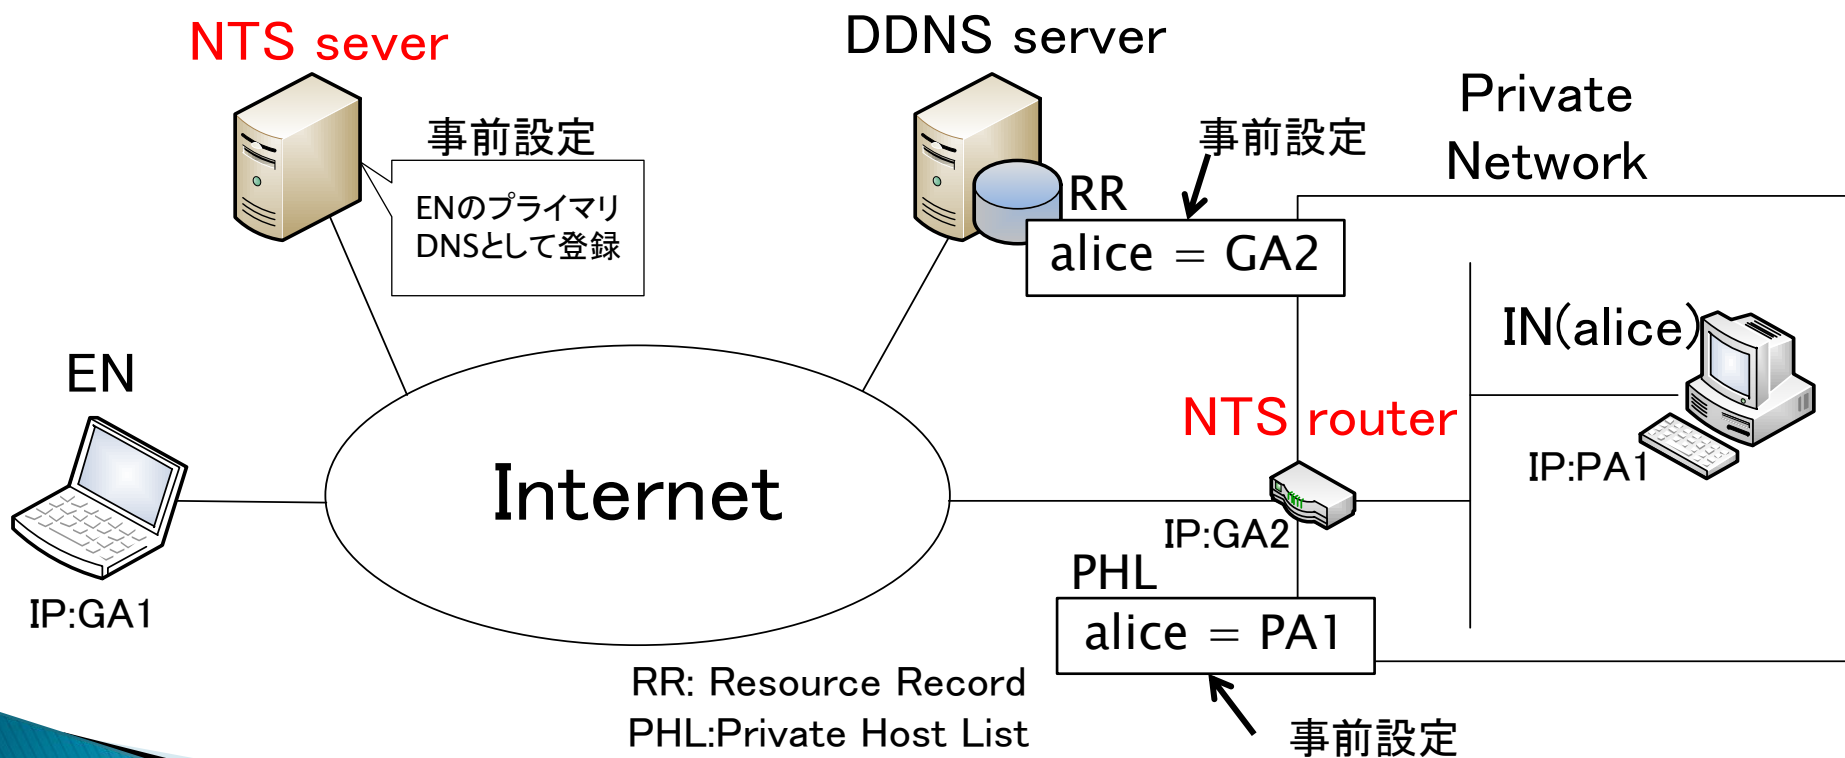 NTS sever
DDNS server
Private
Network
事前設定
事前設定
ENのプライマリ
DNSとして登録
RR
alice = GA2
IN(alice)
EN
NTS router
IP:PA1
Internet
IP:GA2
PHL
IP:GA1
alice = PA1
RR: Resource Record
PHL:Private Host List
事前設定